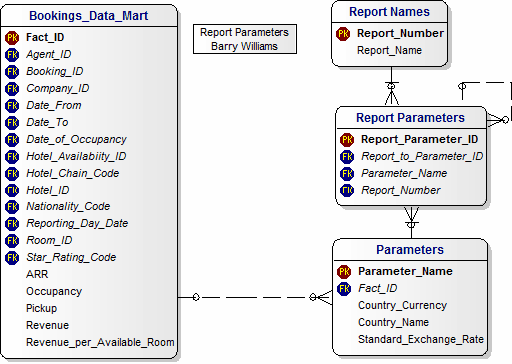 Bookings_Data_Mart
PK Fact_ID
FK Agent_ID
FK Booking_ID
FK Company_ID
FK Date_From
FK Date_To
FK Date_of_Occupancy
FK Hotel_Availabiity_ID
FK Hotel_Chain_Code
FK Hotel_ID
FK Nationality_Code
FK Reporting_Day_Date
FK Room_ID
FK Star_Rating_Code
ARR
Occupancy
Pickup
Revenue
Revenue_per_Available_Room
Report Parameters
Barry Williams
Report Names
PK Report_Number
Report_Name
Report Parameters
PK Report_Parameter_ID
FK Report_to_Parameter_ID
FK Parameter_Name
FK Report_Number
Parameters
PK Parameter_Name
FK Fact_ID
Country_Currency
Country_Name
Standard_Exchange_Rate